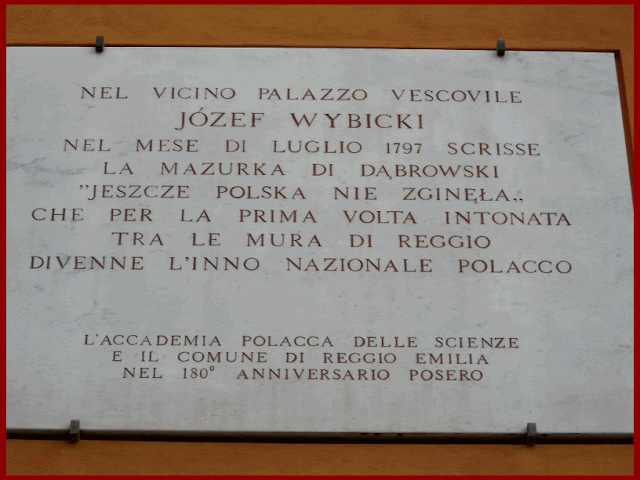 NEL VICINO PALAZZO VESCOVILE
JÓZEF WYBICKI
NEL MESE DI LUGLIO 1797 SCRISSE
LA MAZURKA DI DĄBROWSKI
"JESZCZE POLSKA NIE ZGINĘŁA„
CHE PER LA PRIMA VOLTA INTONATA
TRA LE MURA DI REGGIO
DIVENNE L'INNO NAZIONALE POLACCO
L'ACCADEMIA POLACCA DELLE SCIENZE
E IL COMUNE DI REGGIO EMILIA
NEL 180° ANNIVERSARIO POSERO